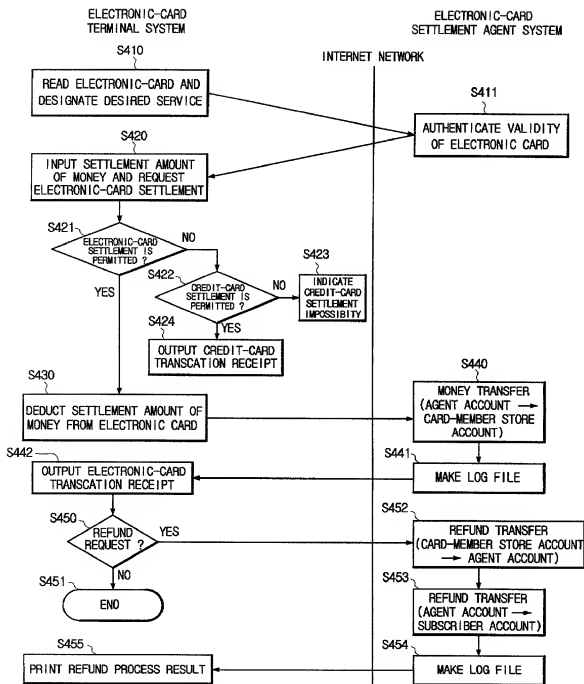 ELECTRONIC-CARD
TERMINAL SYSTEM
ELECTRONIC-CARD
SETTLEMENT AGENT SYSTEM
INTERNET NETWORK
S410
READ ELECTRONIC-CARD AND
DESIGNATE DESIRED SERVICE
S411
AUTHENTICATE VALIDITY
OF ELECTRONIC CARD
S420
INPUT SETTLEMENT AMOUNT
OF MONEY AND REQUEST
ELECTRONIC-CARD SETTLEMENT
S421
ELECTRONIC-CARD
SETTLEMENT IS
PERMITTED ?
NO
YES
S422
CREDIT-CARD
SETTLEMENT IS
PERMITTED ?
NO
YES
S423
INDICATE
CREDIT-CARD
SETTLEMENT
IMPOSSIBITY
S424
OUTPUT CREDIT-CARD
TRANSCATION RECEIPT
S430
DEDUCT SETTLEMENT AMOUNT OF
MONEY FROM ELECTRONIC CARD
S440
MONEY TRANSFER
(AGENT ACCOUNT →
CARD-MEMBER STORE
ACCOUNT)
S441
MAKE LOG FILE
S442
OUTPUT ELECTRONIC-CARD
TRANSCATION RECEIPT
S450
REFUND
REQUEST ?
YES
NO
S451
END
S452
REFUND TRANSFER
(CARD-MEMBER STORE ACCOUNT
→ AGENT ACCOUNT)
S453
REFUND TRANSFER
(AGENT ACCOUNT →
SUBSCRIBER ACCOUNT)
S454
MAKE LOG FILE
S455
PRINT REFUND PROCESS RESULT